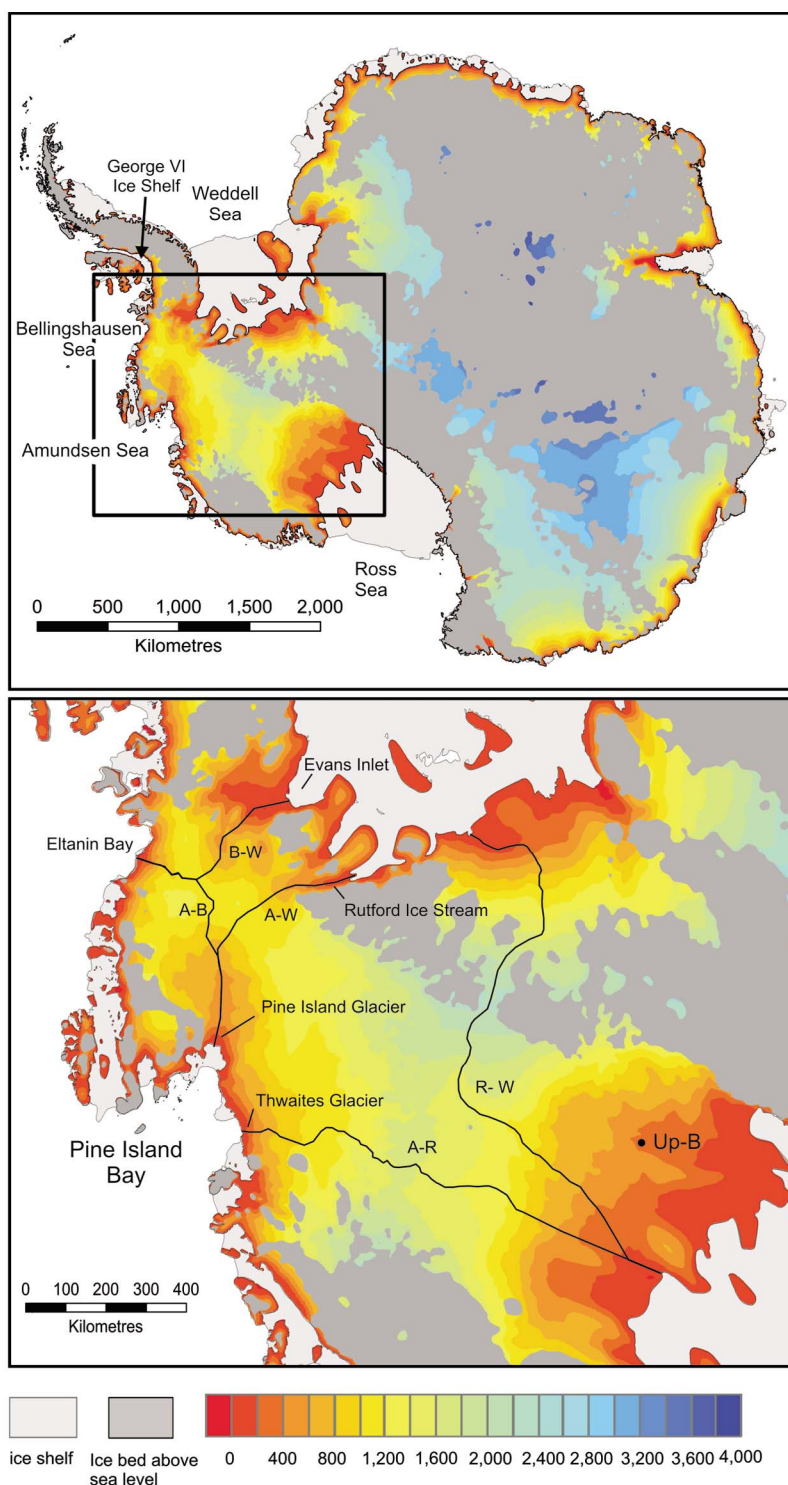 George VI
Ice Shelf
Weddell
Sea
Bellingshausen
Sea
Amundsen Sea
Ross
Sea
0 500 1,000 1,500 2,000
Kilometres
Evans Inlet
Eltanin Bay
B-W
A-B
A-W
Rutford Ice Stream
Pine Island Glacier
Thwaites Glacier
R- W
Up-B
A-R
Pine Island
Bay
0 100 200 300 400
Kilometres
ice shelf
Ice bed above
sea level
0 400 800 1,200 1,600 2,000 2,400 2,800 3,200 3,600 4,000